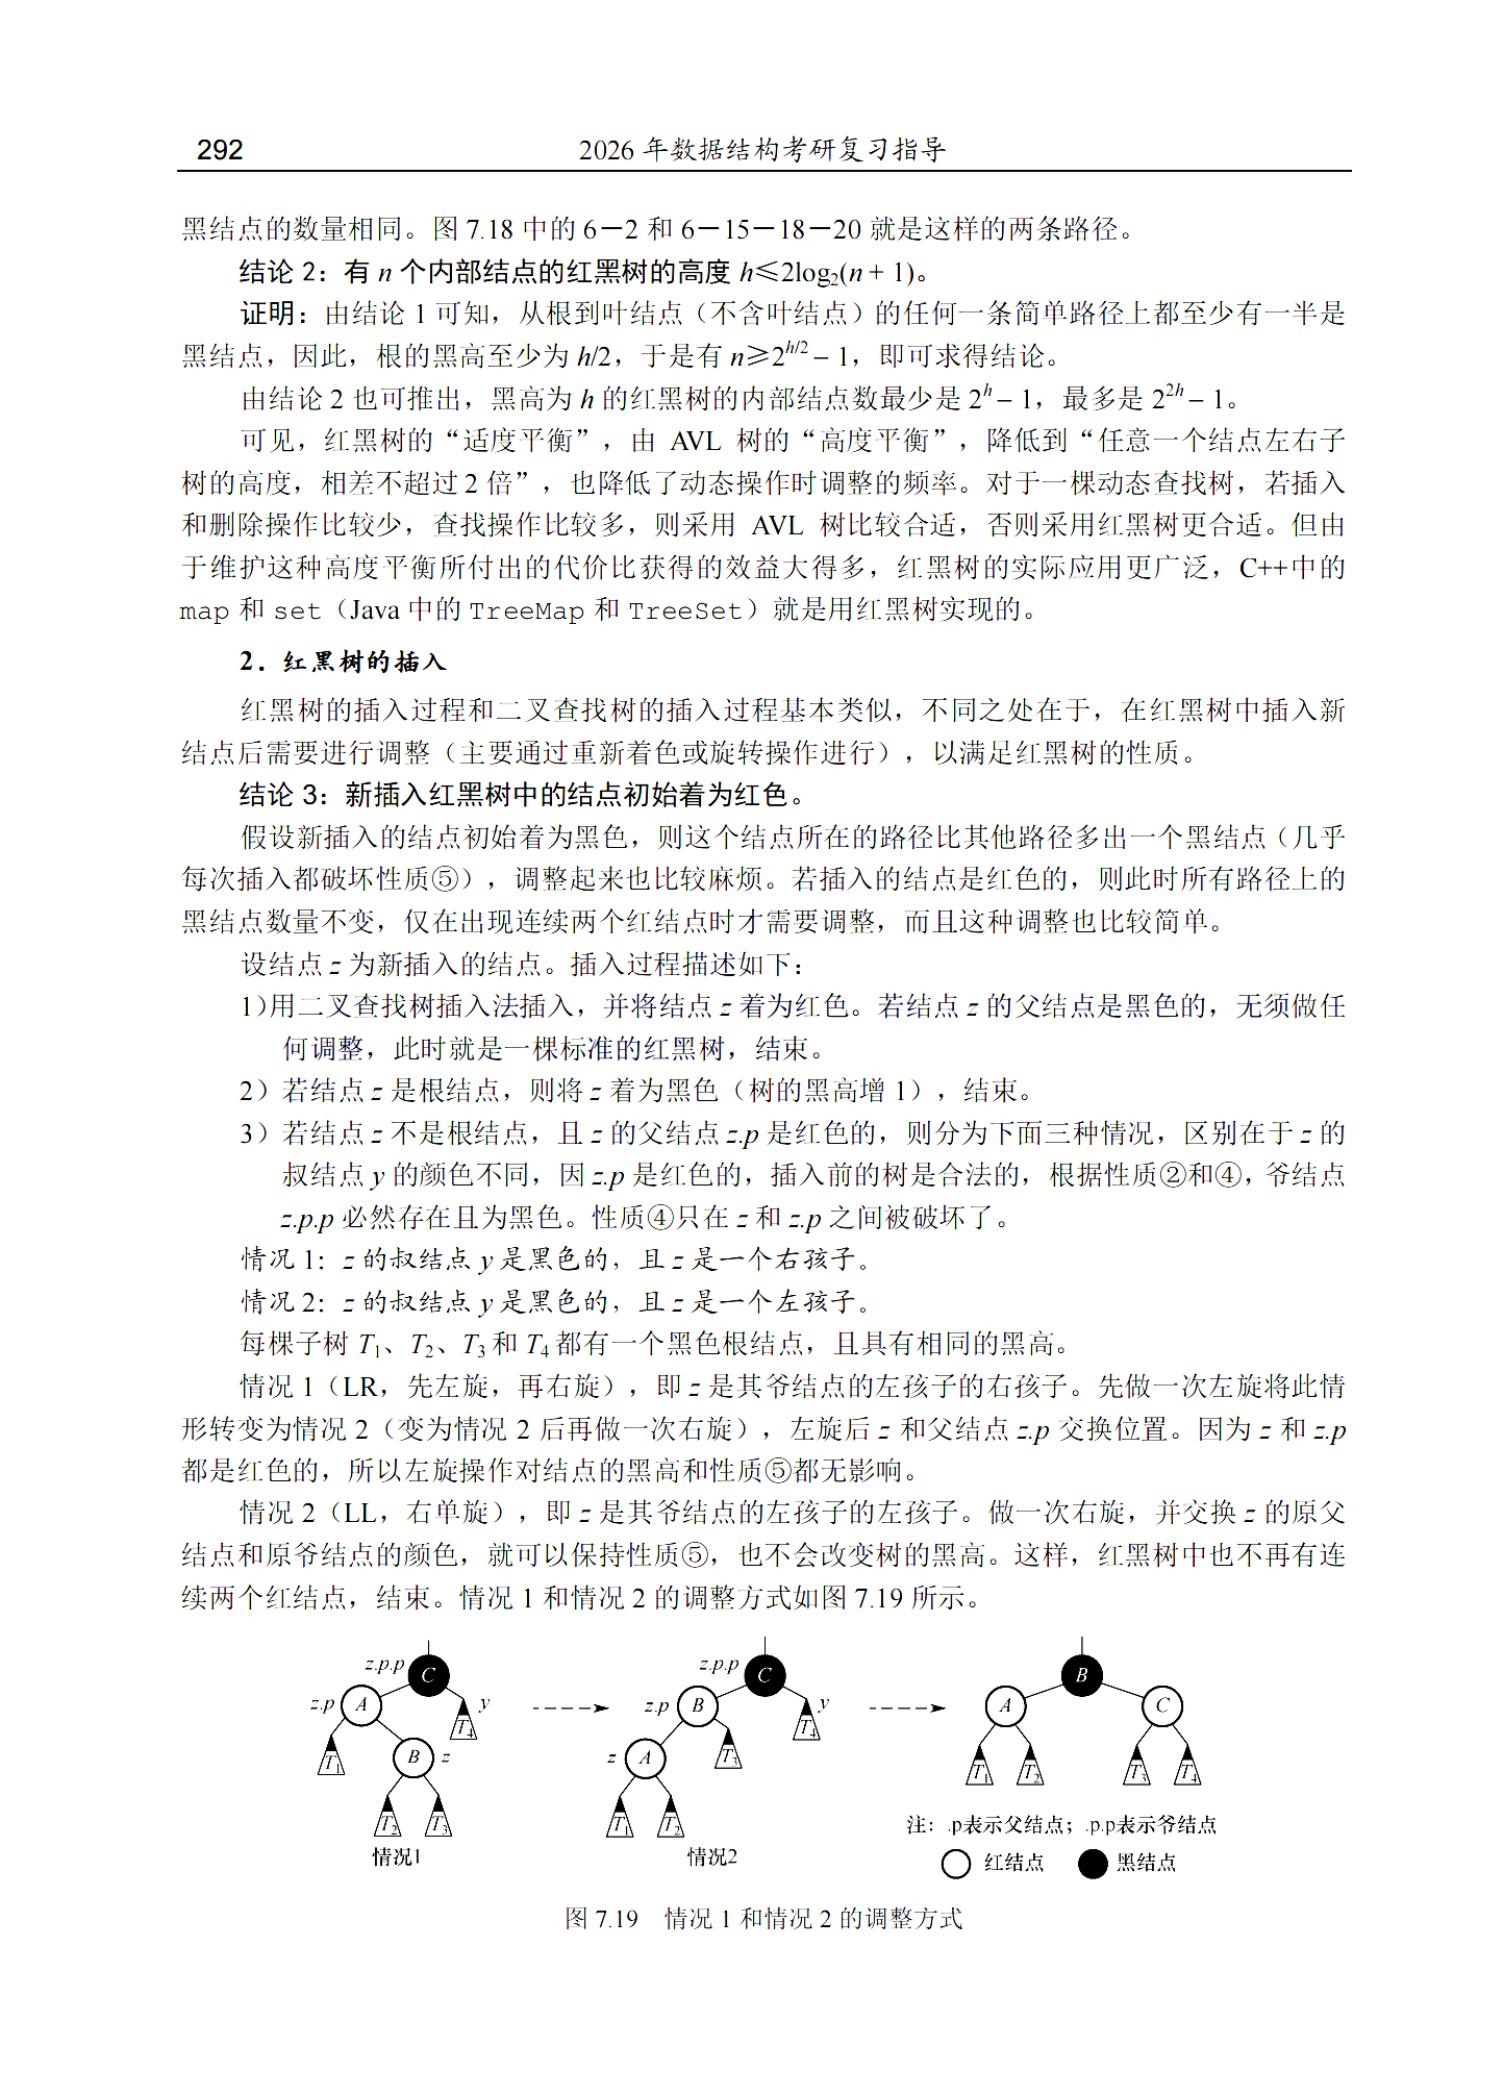 292 2026 年数据结构考研复习指导
黑结点的数量相同。图 7.18 中的 6－2 和 6－15－18－20 就是这样的两条路径。
结论 2：有 n 个内部结点的红黑树的高度 h≤2log₂(n + 1)。
证明：由结论 1 可知，从根到叶结点（不含叶结点）的任何一条简单路径上都至少有一半是
黑结点，因此，根的黑高至少为 h/2，于是有 n≥2^{h/2} – 1，即可求得结论。
由结论 2 也可推出，黑高为 h 的红黑树的内部结点数最少是 2^h – 1，最多是 2^{2h} – 1。
可见，红黑树的“适度平衡”，由 AVL 树的“高度平衡”，降低到“任意一个结点左右子
树的高度，相差不超过 2 倍”，也降低了动态操作时调整的频率。对于一棵动态查找树，若插入
和删除操作比较少，查找操作比较多，则采用 AVL 树比较合适，否则采用红黑树更合适。但由
于维护这种高度平衡所付出的代价比获得的效益大得多，红黑树的实际应用更广泛，C++中的
map 和 set（Java 中的 TreeMap 和 TreeSet）就是用红黑树实现的。
2．红黑树的插入
红黑树的插入过程和二叉查找树的插入过程基本类似，不同之处在于，在红黑树中插入新
结点后需要进行调整（主要通过重新着色或旋转操作进行），以满足红黑树的性质。
结论 3：新插入红黑树中的结点初始着为红色。
假设新插入的结点初始着为黑色，则这个结点所在的路径比其他路径多出一个黑结点（几乎
每次插入都破坏性质⑤），调整起来也比较麻烦。若插入的结点是红色的，则此时所有路径上的
黑结点数量不变，仅在出现连续两个红结点时才需要调整，而且这种调整也比较简单。
设结点 z 为新插入的结点。插入过程描述如下：
1)用二叉查找树插入法插入，并将结点 z 着为红色。若结点 z 的父结点是黑色的，无须做任
何调整，此时就是一棵标准的红黑树，结束。
2）若结点 z 是根结点，则将 z 着为黑色（树的黑高增 1），结束。
3）若结点 z 不是根结点，且 z 的父结点 z.p 是红色的，则分为下面三种情况，区别在于 z 的
叔结点 y 的颜色不同，因 z.p 是红色的，插入前的树是合法的，根据性质②和④，爷结点
z.p.p 必然存在且为黑色。性质④只在 z 和 z.p 之间被破坏了。
情况 1：z 的叔结点 y 是黑色的，且 z 是一个右孩子。
情况 2：z 的叔结点 y 是黑色的，且 z 是一个左孩子。
每棵子树 T₁、T₂、T₃ 和 T₄ 都有一个黑色根结点，且具有相同的黑高。
情况 1（LR，先左旋，再右旋），即 z 是其爷结点的左孩子的右孩子。先做一次左旋将此情
形转变为情况 2（变为情况 2 后再做一次右旋），左旋后 z 和父结点 z.p 交换位置。因为 z 和 z.p
都是红色的，所以左旋操作对结点的黑高和性质⑤都无影响。
情况 2（LL，右单旋），即 z 是其爷结点的左孩子的左孩子。做一次右旋，并交换 z 的原父
结点和原爷结点的颜色，就可以保持性质⑤，也不会改变树的黑高。这样，红黑树中也不再有连
续两个红结点，结束。情况 1 和情况 2 的调整方式如图 7.19 所示。
z.p.p C z.p.p C B
z.p A y z.p B y A C
T₄ T₃ T₄
T₁ B z z A T₁ T₂ T₃ T₄
T₂ T₃ T₁ T₂
注：.p表示父结点；.p.p表示爷结点
情况1 情况2
红结点 黑结点
图 7.19 情况 1 和情况 2 的调整方式